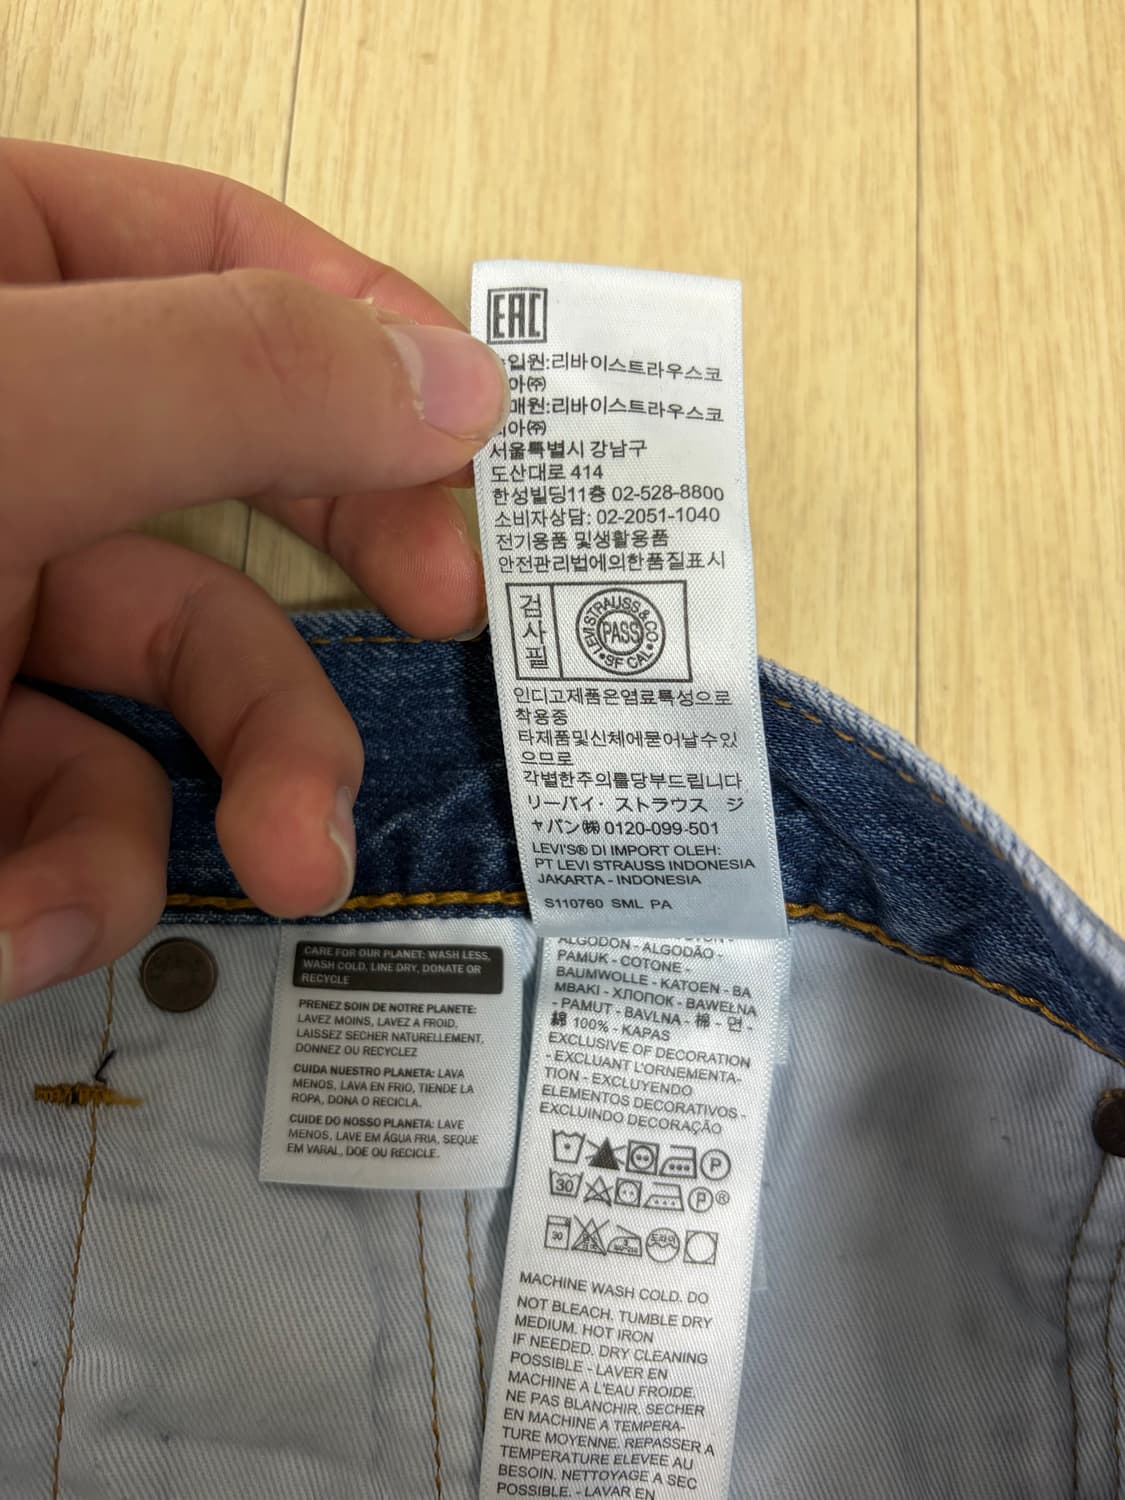 EAC
입원:리바이스트라우스코
아㈜
매원:리바이스트라우스코
아㈜
서울특별시 강남구
도산대로 414
한성빌딩11층 02-528-8800
소비자상담: 02-2051-1040
전기용품 및생활용품
안전관리법에의한품질표시
검
사
필
LEVI STRAUSS & CO
PASS
SF CAL
인디고제품은염료특성으로
착용중
타제품및신체에묻어날수있
으므로
각별한주의를당부드립니다
リーバイ・ストラウス ジ
ャパン㈱ 0120-099-501
LEVI'S® DI IMPORT OLEH:
PT LEVI STRAUSS INDONESIA
JAKARTA - INDONESIA
S110760 SML PA
CARE FOR OUR PLANET: WASH LESS,
WASH COLD, LINE DRY, DONATE OR
RECYCLE
PRENEZ SOIN DE NOTRE PLANETE:
LAVEZ MOINS, LAVEZ A FROID,
LAISSEZ SECHER NATURELLEMENT,
DONNEZ OU RECYCLEZ
CUIDA NUESTRO PLANETA: LAVA
MENOS, LAVA EN FRIO, TIENDE LA
ROPA, DONA O RECICLA.
CUIDE DO NOSSO PLANETA: LAVE
MENOS, LAVE EM ÁGUA FRIA, SEQUE
EM VARAL, DOE OU RECICLE.
ALGODON - ALGODÃO -
PAMUK - COTONE -
BAUMWOLLE - KATOEN - BA
MBAKI - ХЛОПОК - BAWEŁNA
- PAMUT - BAVLNA - 棉 - 면 -
綿 100% - KAPAS
EXCLUSIVE OF DECORATION
- EXCLUANT L'ORNEMENTA-
TION - EXCLUYENDO
ELEMENTOS DECORATIVOS -
EXCLUINDO DECORAÇÃO
P
30 P ®
30 드라이
MACHINE WASH COLD. DO
NOT BLEACH. TUMBLE DRY
MEDIUM. HOT IRON
IF NEEDED. DRY CLEANING
POSSIBLE - LAVER EN
MACHINE A L'EAU FROIDE.
NE PAS BLANCHIR. SECHER
EN MACHINE A TEMPERA-
TURE MOYENNE. REPASSER A
TEMPERATURE ELEVEE AU
BESOIN. NETTOYAGE A SEC
POSSIBLE. - LAVAR EN